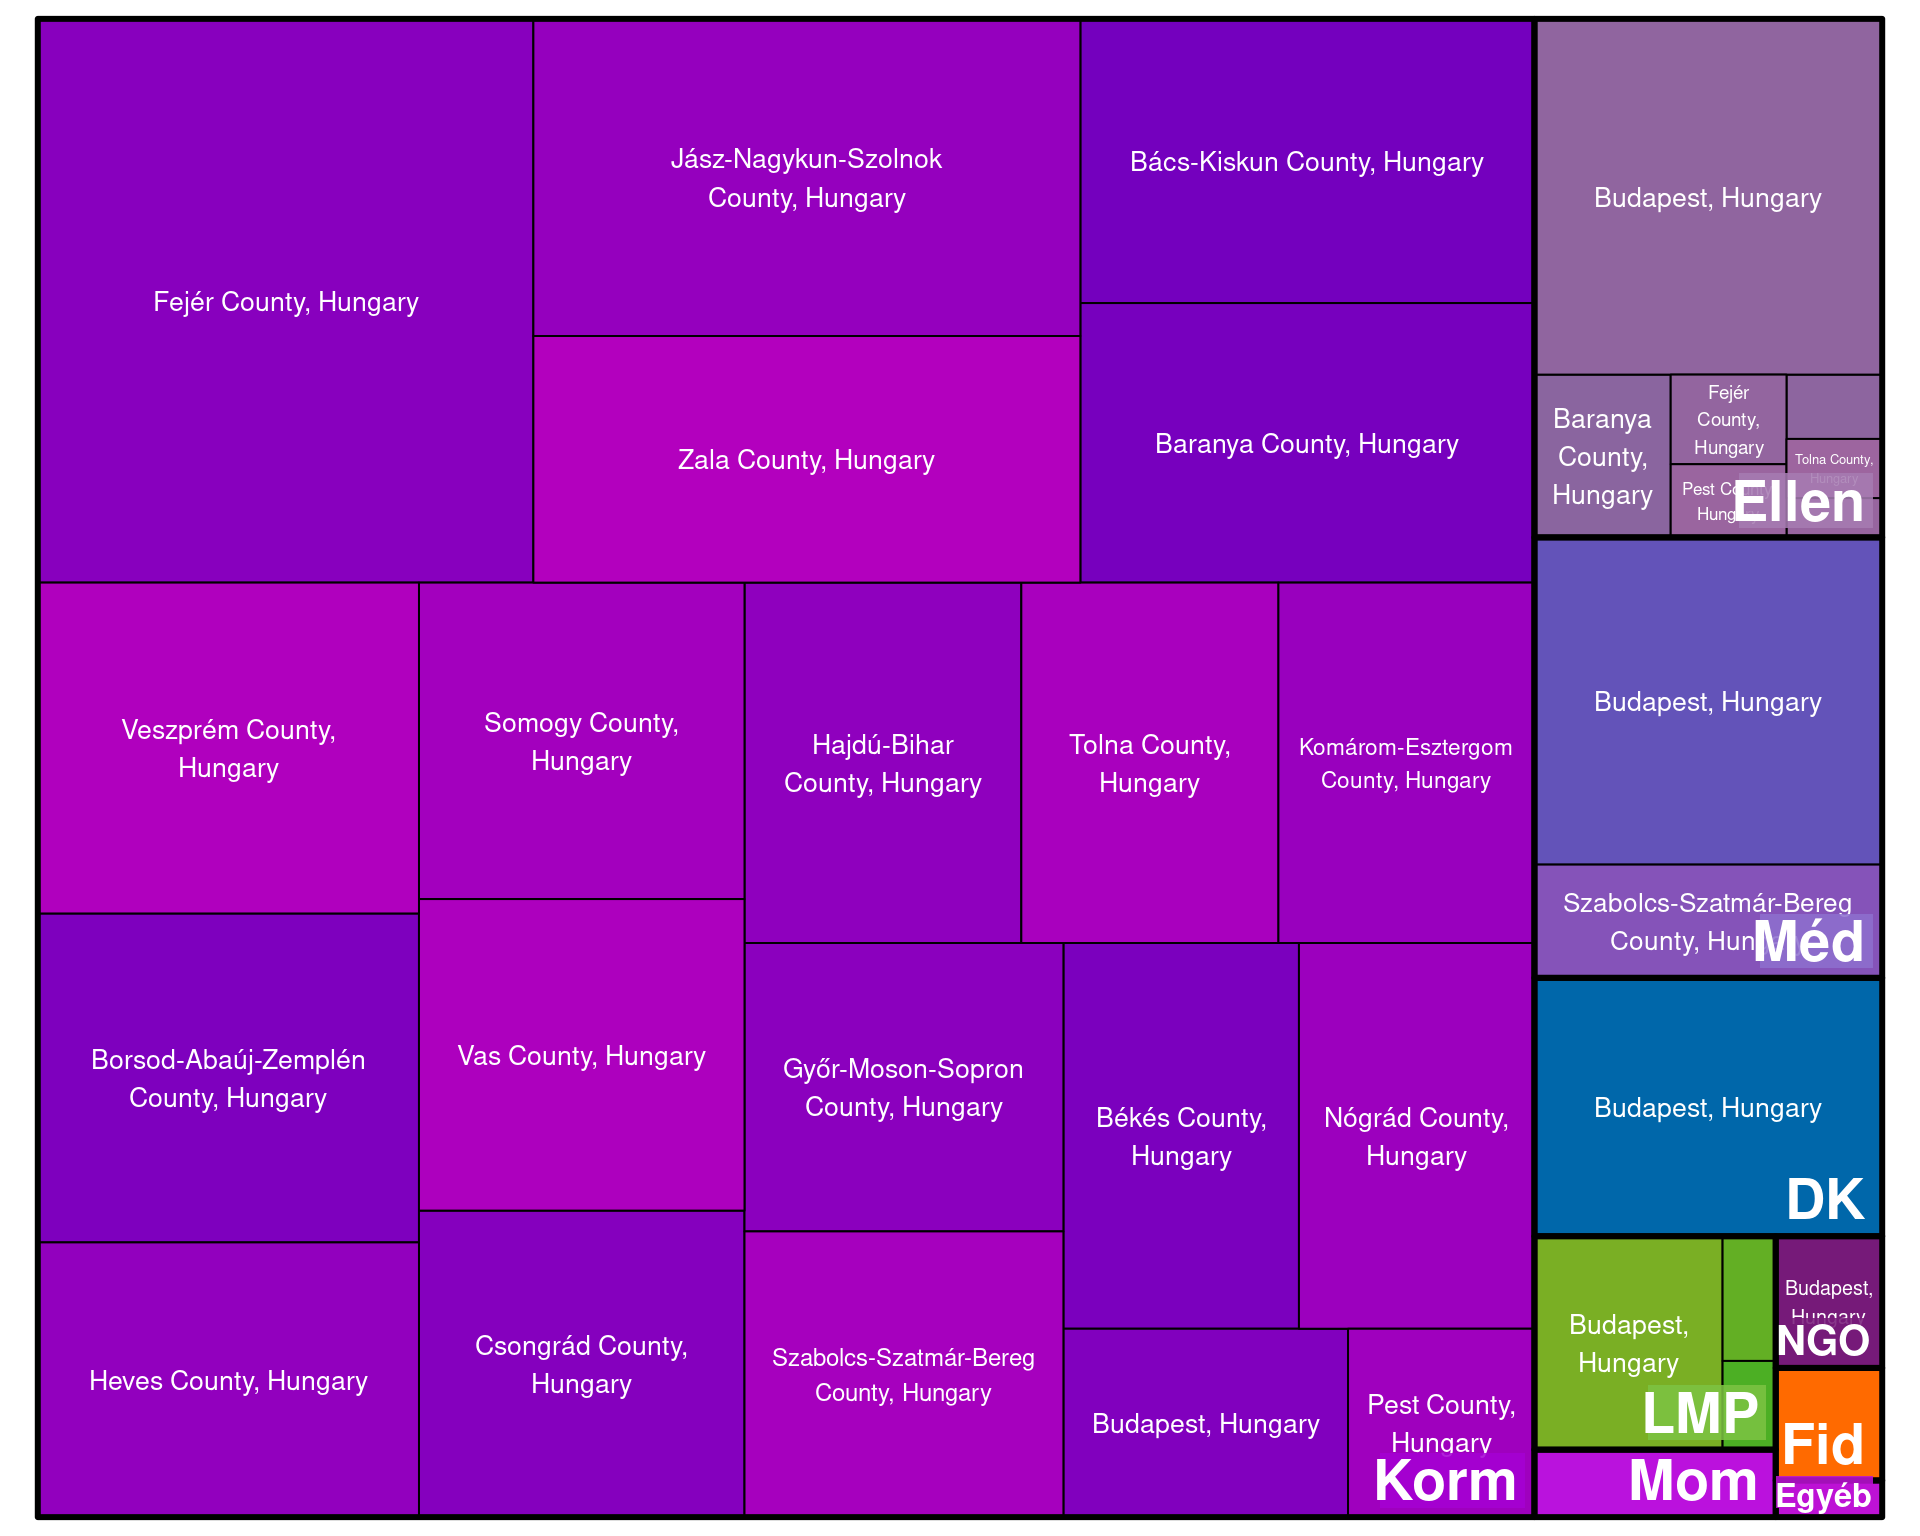 Fejér County, Hungary
Jász-Nagykun-Szolnok
County, Hungary
Zala County, Hungary
Bács-Kiskun County, Hungary
Baranya County, Hungary
Veszprém County,
Hungary
Somogy County,
Hungary
Hajdú-Bihar
County, Hungary
Tolna County,
Hungary
Komárom-Esztergom
County, Hungary
Borsod-Abaúj-Zemplén
County, Hungary
Vas County, Hungary
Győr-Moson-Sopron
County, Hungary
Békés County,
Hungary
Nógrád County,
Hungary
Heves County, Hungary
Csongrád County,
Hungary
Szabolcs-Szatmár-Bereg
County, Hungary
Budapest, Hungary
Pest County,
Hungary
Korm
Budapest, Hungary
Baranya
County,
Hungary
Fejér
County,
Hungary
Pest County,
Hungary
Tolna County,
Hungary
Ellen
Budapest, Hungary
Szabolcs-Szatmár-Bereg
County, Hungary
Méd
Budapest, Hungary
DK
Budapest,
Hungary
LMP
Budapest,
Hungary
NGO
Fid
Mom
Egyéb